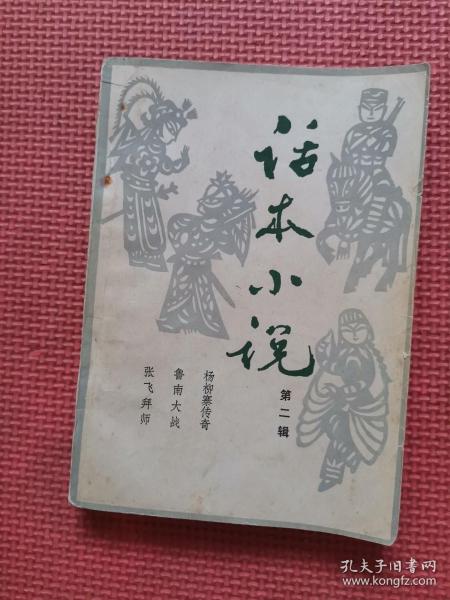 话本小说
第二辑
杨柳寨传奇
鲁南大战
张飞拜师
孔夫子旧书网
www.kongfz.com